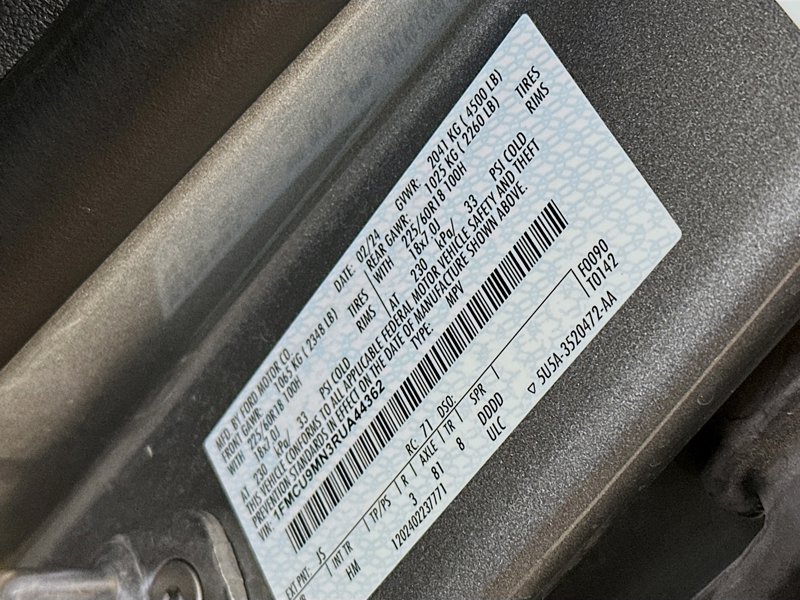 MFD. BY FORD MOTOR CO.
DATE: 02/24 GVWR: 2041 KG ( 4500 LB)
FRONT GAWR: 1065 KG ( 2348 LB) REAR GAWR: 1025 KG ( 2260 LB)
WITH 225/60R18 100H TIRES WITH 225/60R18 100H TIRES
18x7.0J RIMS 18x7.0J RIMS
AT 230 kPa/ 33 PSI COLD AT 230 kPa/ 33 PSI COLD
THIS VEHICLE CONFORMS TO ALL APPLICABLE FEDERAL MOTOR VEHICLE SAFETY AND THEFT
PREVENTION STANDARDS IN EFFECT ON THE DATE OF MANUFACTURE SHOWN ABOVE.
VIN: 1FMCU9MN3RUA44362 TYPE: MPV
EXT PNT: JS RC: 71 DSO: F0090
INT TR TP/PS R AXLE TR SPR T0142
HM 3 81 8 DDDD
120240223771 ULC ▽ 5U5A-3520472-AA